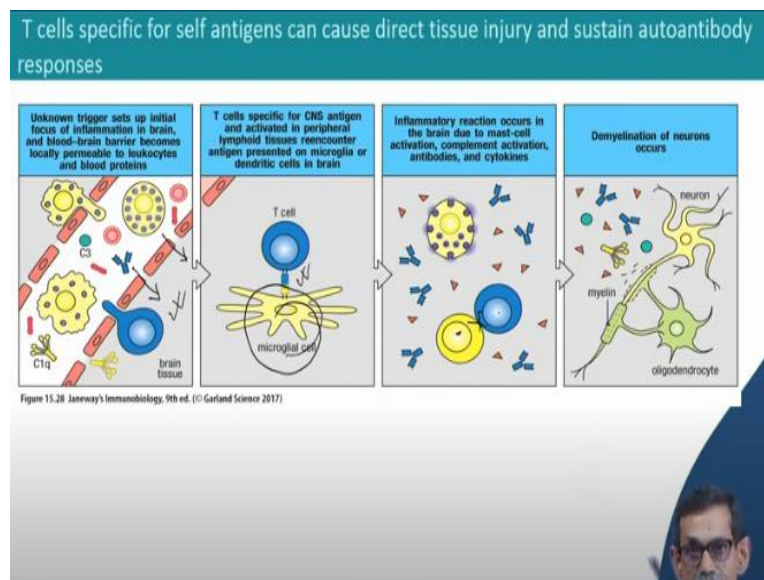 T cells specific for self antigens can cause direct tissue injury and sustain autoantibody
responses
Unknown trigger sets up initial
focus of inflammation in brain,
and blood–brain barrier becomes
locally permeable to leukocytes
and blood proteins
T cells specific for CNS antigen
and activated in peripheral
lymphoid tissues reencounter
antigen presented on microglia or
dendritic cells in brain
Inflammatory reaction occurs in
the brain due to mast-cell
activation, complement activation,
antibodies, and cytokines
Demyelination of neurons
occurs
C3
C1q
brain
tissue
T cell
microglial cell
neuron
myelin
oligodendrocyte
Figure 15.28 Janeway's Immunobiology, 9th ed. (© Garland Science 2017)